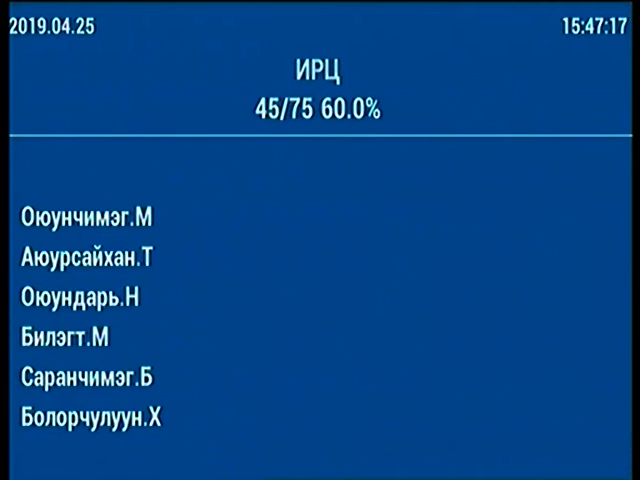 2019.04.25 15:47:17
ИРЦ
45/75 60.0%
Оюунчимэг.М
Аюурсайхан.Т
Оюундарь.Н
Билэгт.М
Саранчимэг.Б
Болорчулуун.Х